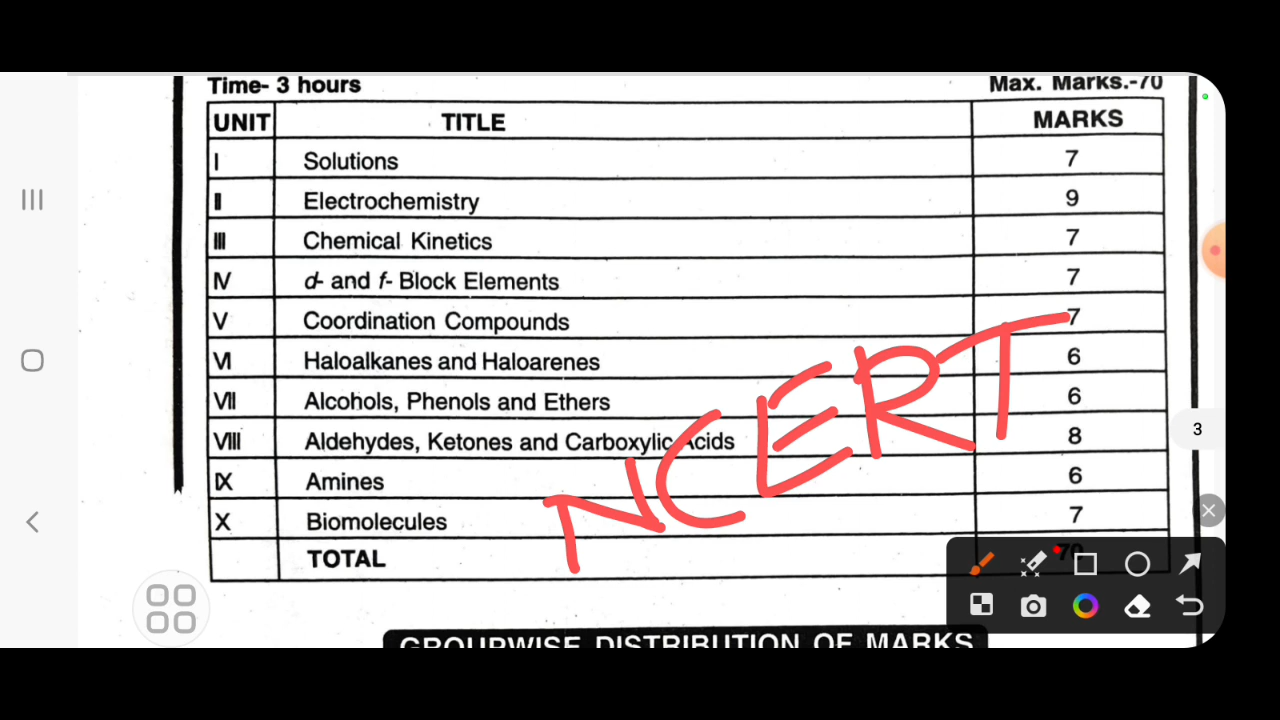 Time- 3 hours Max. Marks.-70
UNIT TITLE MARKS
I Solutions 7
II Electrochemistry 9
III Chemical Kinetics 7
IV d- and f- Block Elements 7
V Coordination Compounds 7
VI Haloalkanes and Haloarenes 6
VII Alcohols, Phenols and Ethers 6
VIII Aldehydes, Ketones and Carboxylic Acids 8
IX Amines 6
X Biomolecules 7
TOTAL 70
NCERT
3
GROUPWISE DISTRIBUTION OF MARKS